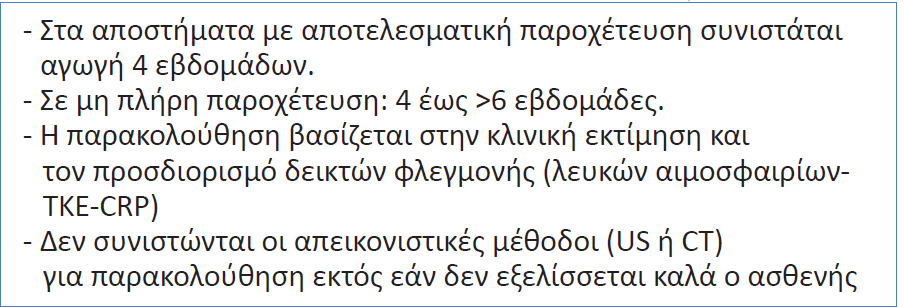 - Στα αποστήματα με αποτελεσματική παροχέτευση συνιστάται
αγωγή 4 εβδομάδων.
- Σε μη πλήρη παροχέτευση: 4 έως >6 εβδομάδες.
- Η παρακολούθηση βασίζεται στην κλινική εκτίμηση και
τον προσδιορισμό δεικτών φλεγμονής (λευκών αιμοσφαιρίων-
ΤΚΕ-CRP)
- Δεν συνιστώνται οι απεικονιστικές μέθοδοι (US ή CT)
για παρακολούθηση εκτός εάν δεν εξελίσσεται καλά ο ασθενής